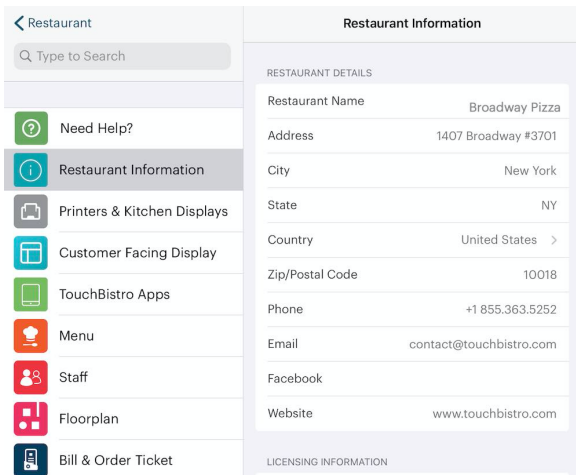 Restaurant
Type to Search
Need Help?
Restaurant Information
Printers & Kitchen Displays
Customer Facing Display
TouchBistro Apps
Menu
Staff
Floorplan
Bill & Order Ticket
Restaurant Information
RESTAURANT DETAILS
Restaurant Name Broadway Pizza
Address 1407 Broadway #3701
City New York
State NY
Country United States
Zip/Postal Code 10018
Phone +1 855.363.5252
Email contact@touchbistro.com
Facebook
Website www.touchbistro.com
LICENSING INFORMATION